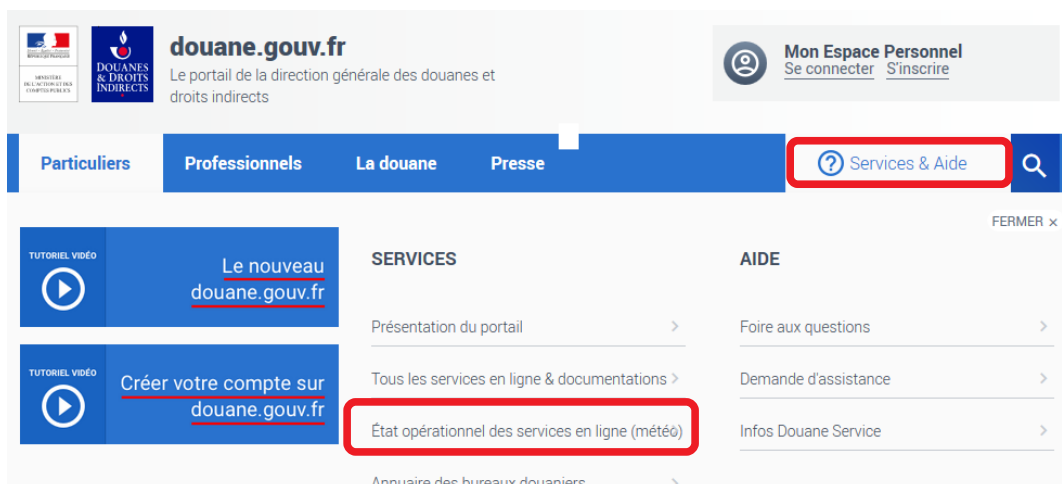 douane.gouv.fr
Le portail de la direction générale des douanes et
droits indirects
DOUANES
& DROITS
INDIRECTS
MINISTÈRE
DE L'ACTION ET DES
COMPTES PUBLICS
Mon Espace Personnel
Se connecter S'inscrire
Particuliers Professionnels La douane Presse Services & Aide
FERMER ×
TUTORIEL VIDÉO
Le nouveau
douane.gouv.fr
TUTORIEL VIDÉO
Créer votre compte sur
douane.gouv.fr
SERVICES
Présentation du portail
Tous les services en ligne & documentations
État opérationnel des services en ligne (météo)
Annuaire des bureaux douaniers
AIDE
Foire aux questions
Demande d'assistance
Infos Douane Service